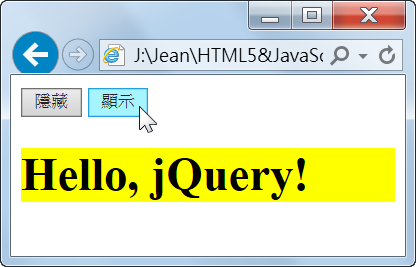 J:\Jean\HTML5&JavaSc
隱藏 顯示
Hello, jQuery!